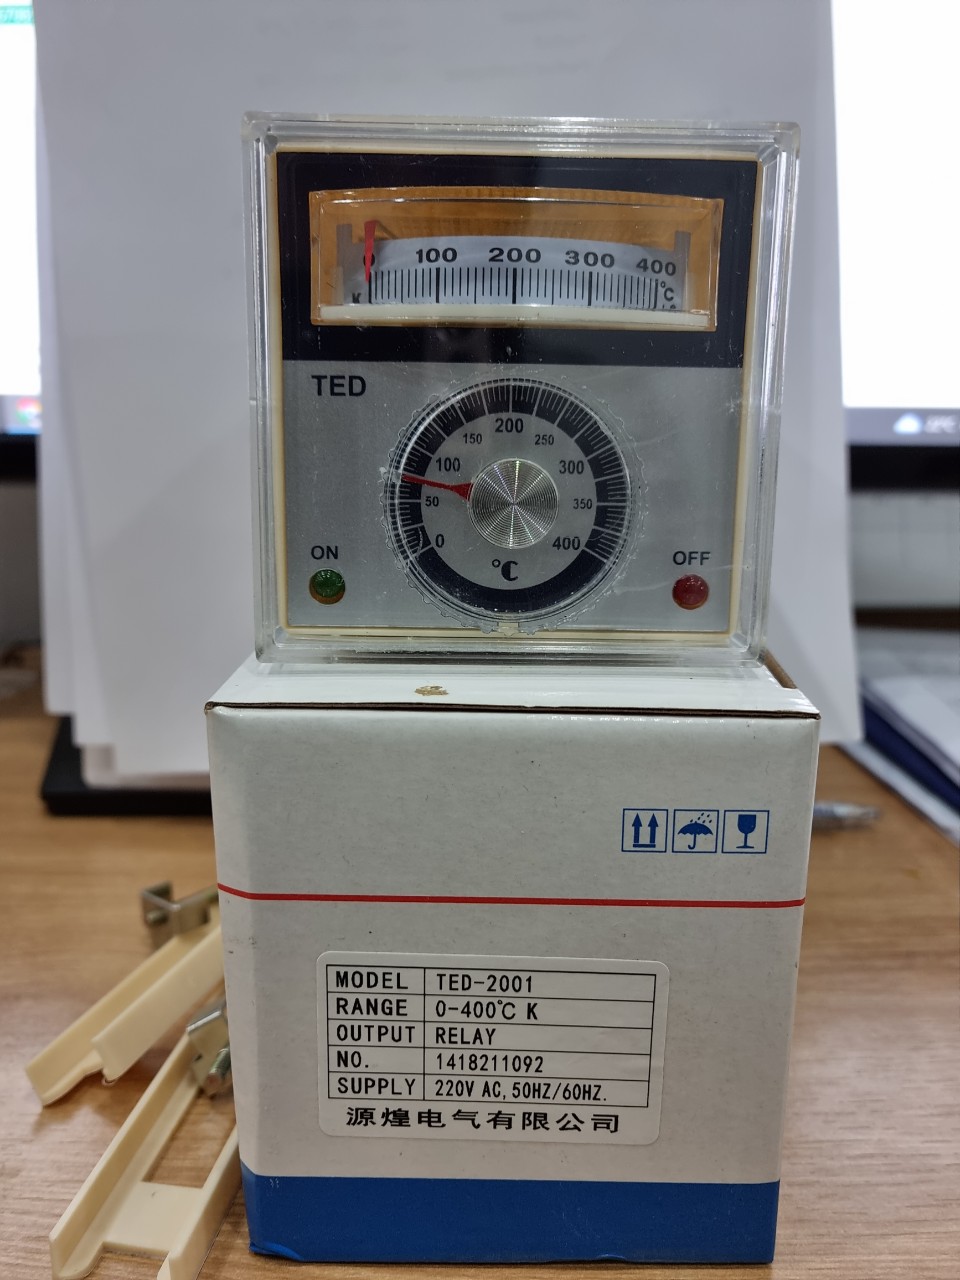 0 100 200 300 400
K °C
TED
200
150 250
100 300
50 350
0 400
°C
ON OFF
MODEL TED-2001
RANGE 0-400℃ K
OUTPUT RELAY
NO. 1418211092
SUPPLY 220V AC, 50HZ/60HZ.
源煌电气有限公司